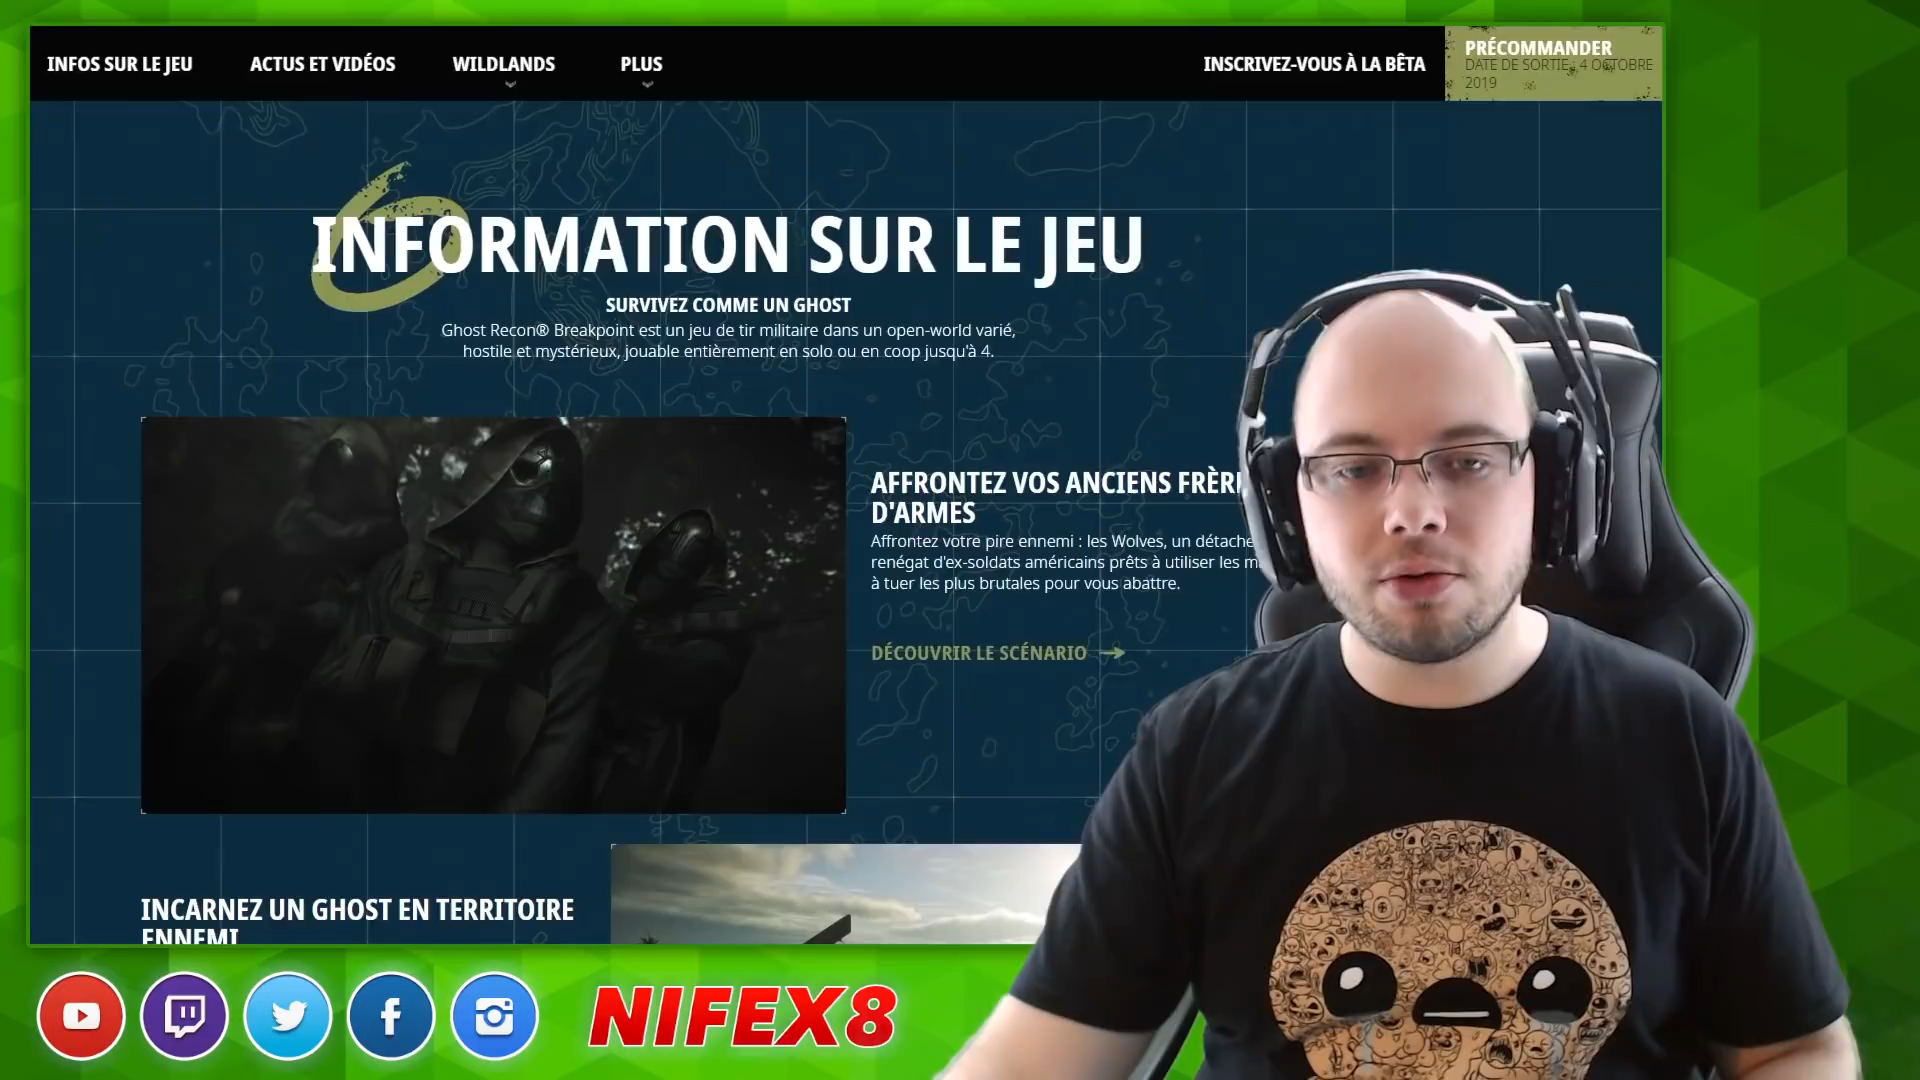 INFOS SUR LE JEU
ACTUS ET VIDÉOS
WILDLANDS
PLUS
INSCRIVEZ-VOUS À LA BÊTA
PRÉCOMMANDER
DATE DE SORTIE : 4 OCTOBRE
2019
INFORMATION SUR LE JEU
SURVIVEZ COMME UN GHOST
Ghost Recon® Breakpoint est un jeu de tir militaire dans un open-world varié,
hostile et mystérieux, jouable entièrement en solo ou en coop jusqu'à 4.
AFFRONTEZ VOS ANCIENS
D'ARMES
Affrontez votre pire ennemi : les Wolves, un
renégat d'ex-soldats américains prêts à utiliser les
à tuer les plus brutales pour vous abattre.
DÉCOUVRIR LE SCÉNARIO
INCARNEZ UN GHOST EN TERRITOIRE
ENNEMI
NIFEX8